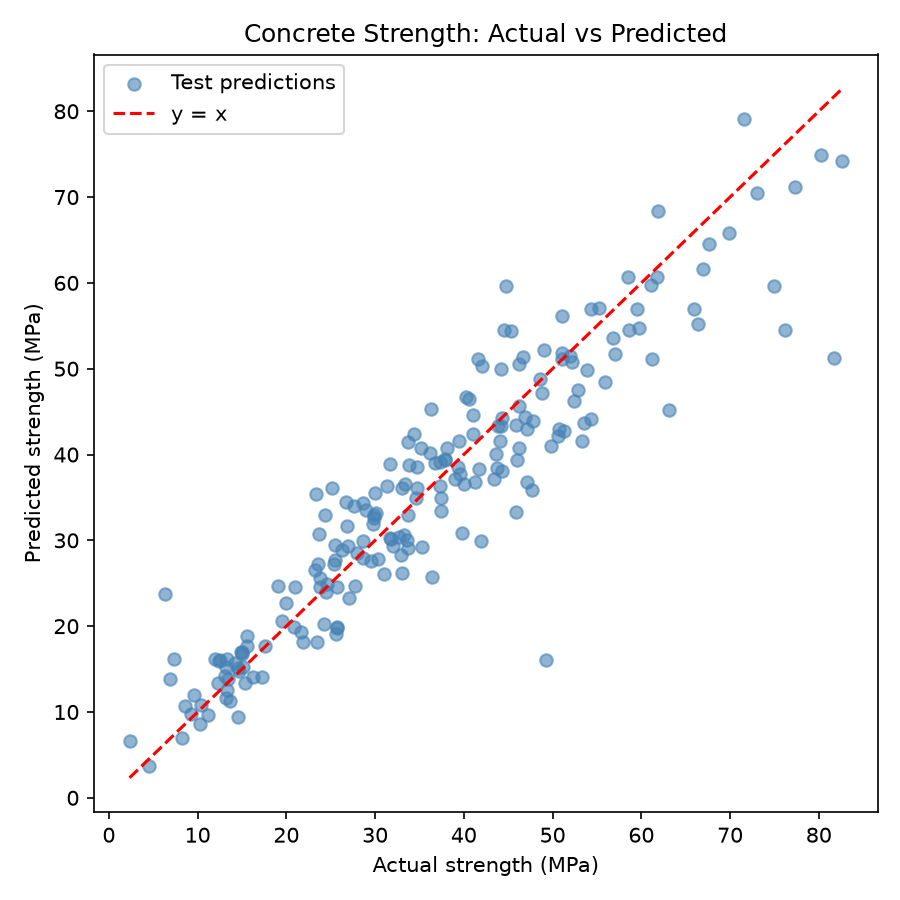 Concrete Strength: Actual vs Predicted
Test predictions
y = x
80
70
60
50
40
30
20
10
0
Predicted strength (MPa)
0 10 20 30 40 50 60 70 80
Actual strength (MPa)